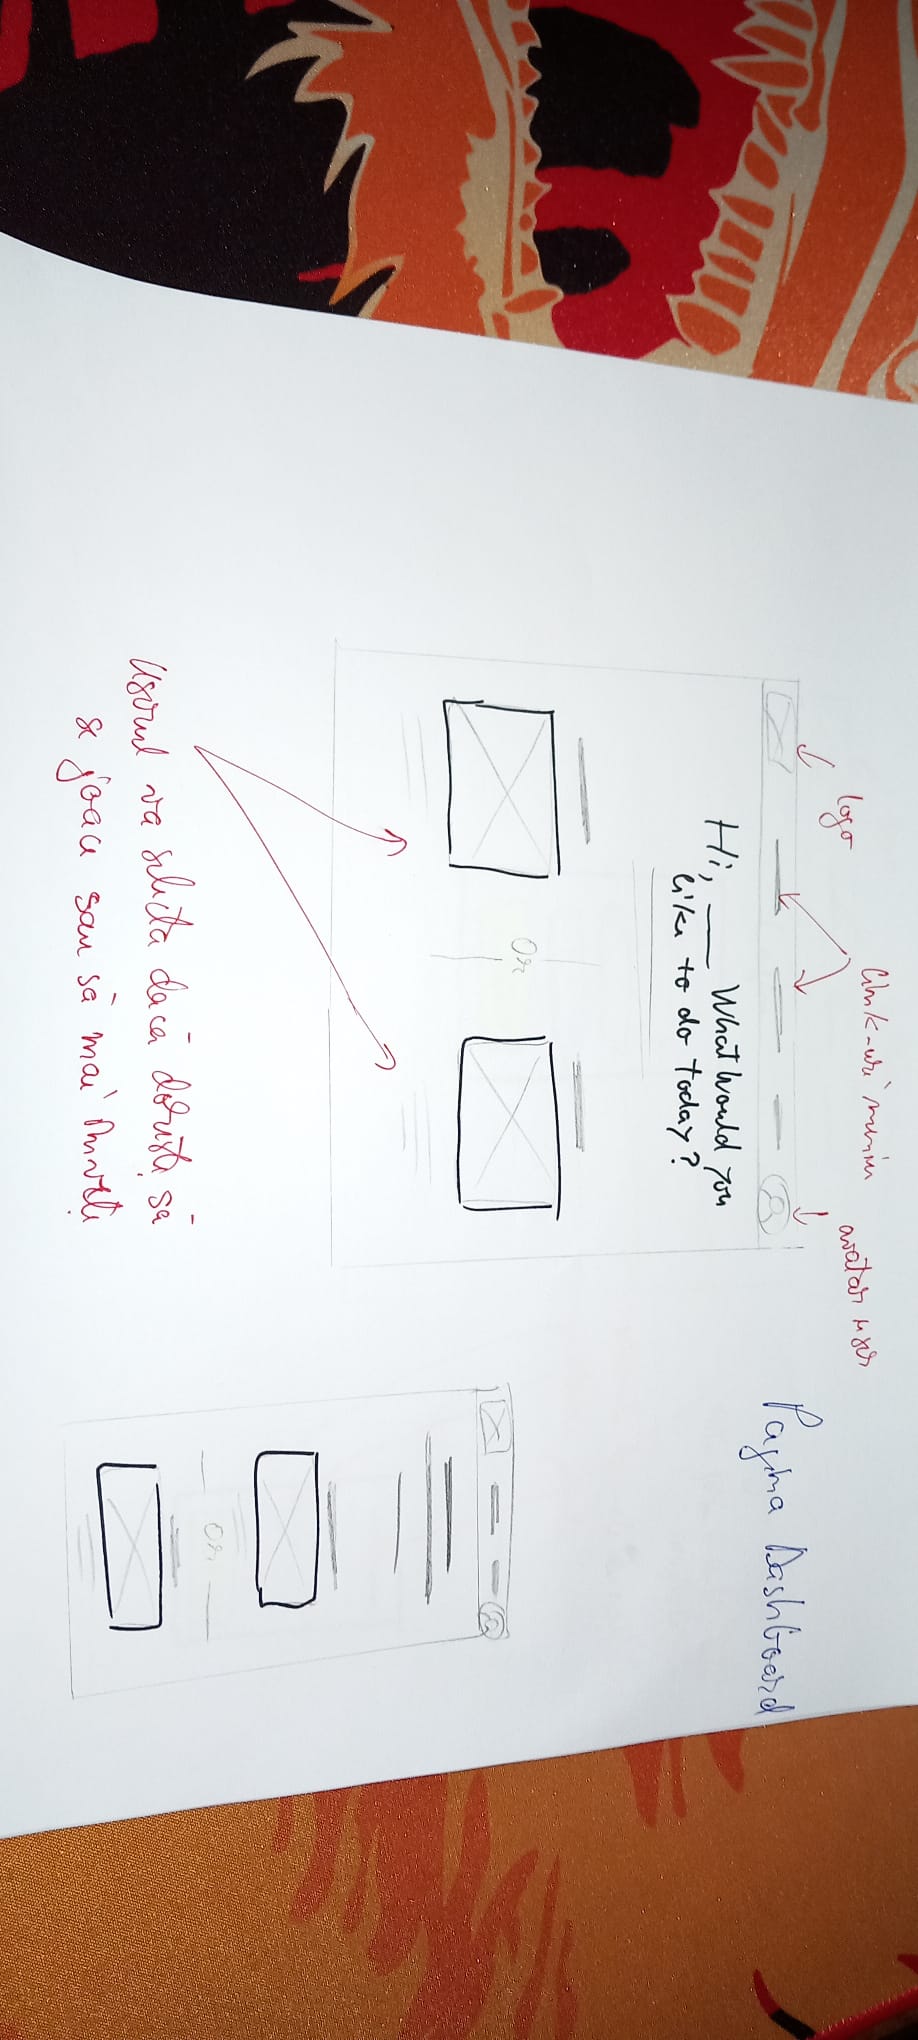 Pagina Dashboard
logo
link-uri meniu
avatar user
Hi, ___ What would you
like to do today?
Or
Userul va selecta dacă dorește să
se joace sau să mai învețe
Or